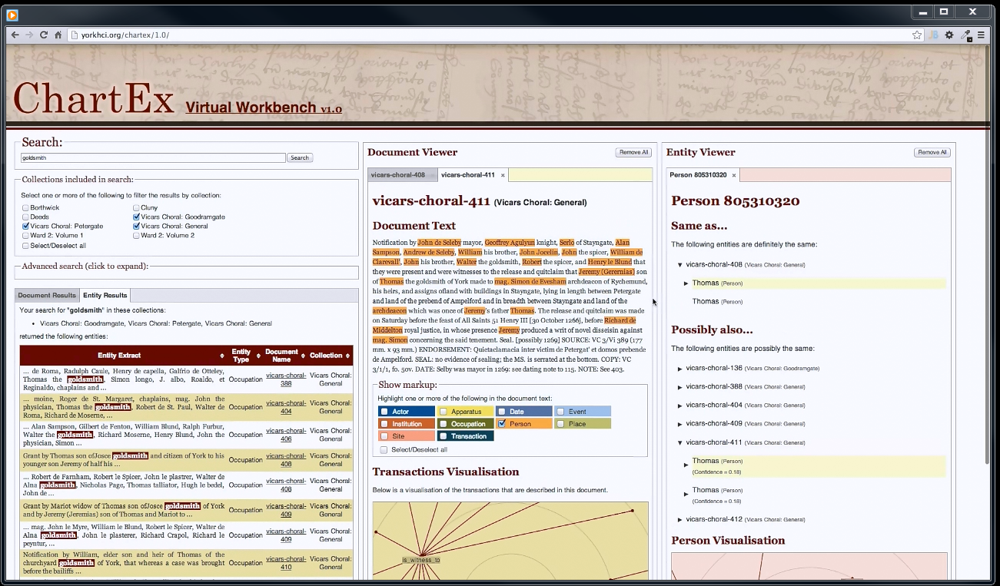 yorkhci.org/chartex/1.0/
ChartEx Virtual Workbench v1.0
Search:
goldsmith
Search
Collections included in search:
Select one or more of the following to filter the results by collection:
Borthwick
Cluny
Deeds
Vicars Choral: Goodramgate
Vicars Choral: Petergate
Vicars Choral: General
Ward 2: Volume 1
Ward 2: Volume 2
Select/Deselect all
Advanced search (click to expand):
Document Results
Entity Results
Your search for "goldsmith" in these collections:
• Vicars Choral: Goodramgate, Vicars Choral: Petergate, Vicars Choral: General
returned the following entities:
Entity Extract
Entity Type
Document Name
Collection
... de Roma, Radulph Caule, Henry de capella, Galfrio de Otteley,
Thomas the goldsmith, Simon longo, J. albo, Roaldo, et
Reginaldo, chaplains and ...
Occupation
vicars-choral-388
Vicars Choral: General
... moine, Roger de St. Margaret, chaplains, mag. John the
physician, Thomas the goldsmith, Robert de St. Paul, Walter de
Roma, Richard de Moserne, ...
Occupation
vicars-choral-404
Vicars Choral: General
... Alan Sampson, Gilbert de Fenton, William Blund, Ralph Furbur,
Walter the goldsmith, Richard Moserne, Henry Blund, John the
physician, Simon ...
Occupation
vicars-choral-406
Vicars Choral: General
Grant by Thomas son ofJosce goldsmith and citizen of York to his
younger son Jeremy of half his ...
Occupation
vicars-choral-408
Vicars Choral: General
... Robert de Farnham, Robert le Spicer, John le plastrer, Walter de
Alna goldsmith, Nicholas Page, Thomas talliator, Hugh le bedel,
John de ...
Occupation
vicars-choral-408
Vicars Choral: General
Grant by Mariot widow of Thomas son ofJosce goldsmith of York
and by Jeremy (Jeremias) son of Thomas and Mariot to ...
Occupation
vicars-choral-409
Vicars Choral: General
... mag. John le Myre, William le Blund, Robert le Spicer, Walter de
Alna goldsmith, John le plasterer, Richard Crapol, Richard le
peyntur, ...
Occupation
vicars-choral-409
Vicars Choral: General
Notification by William, elder son and heir of Thomas of the
churchyard goldsmith of York, that whereas a case was brought
before the bailiffs ...
Occupation
vicars-choral-410
Vicars Choral: General
Document Viewer
Remove All
vicars-choral-408
vicars-choral-411 ×
vicars-choral-411 (Vicars Choral: General)
Document Text
Notification by John de Seleby mayor, Geoffrey Agulyun knight, Serlo of Stayngate, Alan
Sampson, Andrew de Seleby, William his brother, John Jocelin, John the spicer, William de
Clarevall', John his brother, Walter the goldsmith, Robert the spicer, and Henry le Blund that
they were present and were witnesses to the release and quitclaim that Jeremy (Gerernias) son
of Thomas the goldsmith of York made to mag. Simon de Evesham archdeacon of Rychemund,
his heirs, and assigns ofland with buildings in Stayngate, lying in length between Petergate
and land of the prebend of Ampelford and in breadth between Stayngate and land of the
archdeacon which was once of Jeremy's father Thomas. The release and quitclaim was made
on Saturday before the feast of All Saints 51 Henry III [30 October 1266], before Richard de
Middelton royal justice, in whose presence Jeremy produced a writ of novel disseisin against
mag. Simon concerning the said tenement. Seal. [possibly 1269] SOURCE: VC 3/Vi 389 (177
mm. x 93 mm.) ENDORSEMENT: Quietaclamacia inter victim de Petergat' et domos prebende
de Ampelford. SEAL: no evidence of sealing; the MS. is serrated at the bottom. COPY: VC
3/1/1, fo. 50v. DATE: Selby was mayor in 1269: see dating note to 115. NOTE: See 403.
Show markup:
Highlight one or more of the following in the document text:
Actor
Apparatus
Date
Event
Institution
Occupation
Person
Place
Site
Transaction
Select/Deselect all
Transactions Visualisation
Below is a visualisation of the transactions that are described in this document.
is_witness_to
Entity Viewer
Remove All
Person 805310320 ×
Person 805310320
Same as...
The following entities are definitely the same:
▼ vicars-choral-408 (Vicars Choral: General)
► Thomas (Person)
Thomas (Person)
Possibly also...
The following entities are possibly the same:
► vicars-choral-136 (Vicars Choral: Goodramgate)
► vicars-choral-388 (Vicars Choral: General)
► vicars-choral-404 (Vicars Choral: General)
► vicars-choral-409 (Vicars Choral: General)
▼ vicars-choral-411 (Vicars Choral: General)
► Thomas (Person)
(Confidence = 0.18)
► Thomas (Person)
(Confidence = 0.18)
► vicars-choral-412 (Vicars Choral: General)
Person Visualisation